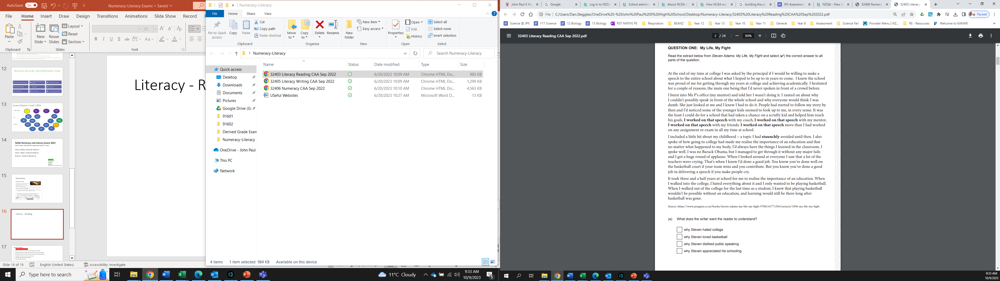 AutoSave On Numeracy-Literacy Exams • Saved
File Home Insert Draw Design Transitions Animations Slide Show Record
Paste
New Slide
Reuse Slides
Layout
Reset
Section
28
Clipboard Slides Font
12
Resources are in the 'Successful Seniors' Team
13
Course Choices – Level 1 2024
14
NZQA Numeracy and Literacy Exams 2023
15
Numeracy
16
Literacy - Reading
17
Literacy - R
Slide 16 of 19 English (United States) Accessibility: Investigate
Numeracy-Literacy
File Home Share View
Pin to Quick access
Copy
Paste
Cut
Copy path
Paste shortcut
Move to
Copy to
Delete
Rename
New folder
New item
Easy access
Properties
Open
Edit
History
Select all
Select none
Invert selection
Clipboard Organize New Open Select
Numeracy-Literacy
Search Numeracy-Literacy
Name Status Date modified Type Size
32403 Literacy Reading CAA Sep 2022 6/20/2023 10:09 AM Chrome HTML Do... 985 KB
32405 Literacy Writing CAA Sep 2022 6/20/2023 10:09 AM Chrome HTML Do... 1,299 KB
32406 Numeracy CAA Sep 2022 6/20/2023 10:10 AM Chrome HTML Do... 4,563 KB
USeful Websites 6/20/2023 10:27 AM Microsoft Word D... 13 KB
Quick access
Desktop
Downloads
Documents
Pictures
Google Drive (G:
91601
91602
Derived Grade Exan
Numeracy-Literacy
OneDrive - John Paul
This PC
Network
4 items 1 item selected 984 KB Available on this device
Type here to search
11°C Cloudy
9:33 AM
10/9/2023
5
John Paul II Hig Google Log in to NZQA School adminis About NCEA :: How NCEA wo building the pl JPII Assessmen NZQA - New Z 32406 Numera 32403 Literacy
File C:/Users/Dan.Steggles/OneDrive%20-%20John%20Paul%20II%20High%20School/Desktop/Numeracy-Literacy/32403%20Literacy%20Reading%20CAA%20Sep%202022.pdf
Paused
Science @ JPII Y11 Science 12 Biology 13 Biology RST MATHS PE Respiration BEANZ Year 12 Year 13 Year 10 Year 11 General Year 8 Assessment Science Fair Provider Menu [ NZ... RE - Resources Welcome to KAMAR
32403 Literacy Reading CAA Sep 2022.pdf 2 / 24 90%
QUESTION ONE: My Life, My Fight
Read the extract below from Steven Adams: My Life, My Fight and select (✔) the correct answer to all
parts of the question.
At the end of my time at college I was asked by the principal if I would be willing to make a
speech to the entire school about what I hoped to be up to in years to come. I knew the school
was proud of me for getting through my years at college and achieving academically. I hesitated
for a couple of reasons, the main one being that I'd never spoken in front of a crowd before.
I burst into Ms P's office (my mentor) and told her I wasn't doing it. I ranted on about why
I couldn't possibly speak in front of the whole school and why everyone would think I was
dumb. She just looked at me and I knew I had to do it. People had started to follow my story by
then and I'd noticed some of the younger kids seemed to look up to me, in every sense. It was
the least I could do for a school that had taken a chance on a scruffy kid and helped him reach
his goals. I worked on that speech with my coach, I worked on that speech with my mentor,
I worked on that speech with my friends. I worked on that speech more than I had worked
on any assignment or exam in all my time at school.
I included a little bit about my childhood – a topic I had staunchly avoided until then. I also
spoke of how going to college had made me realise the importance of an education and that
no matter what happened to my body, I'd always have the things I learned in the classroom. I
spoke well. I was no Barack Obama, but I managed to get through it without any major fails
and I got a huge round of applause. When I looked around at everyone I saw that a lot of the
teachers were crying. That's when I knew I'd done a good job. You know you've done well on
the basketball court if your team wins and you contribute. But you know you've done a good
job in delivering a speech if you make people cry.
It took three and a half years at school for me to realise the importance of an education. When
I walked into the college, I hated everything about it and I only wanted to be playing basketball.
When I walked out of the college for the last time as a student, I knew that playing basketball
wouldn't be possible without an education, and learning would still be there long after
basketball was gone.
Source: https://www.penguin.co.nz/books/steven-adams-my-life-my-fight-9780143771296/extracts/1896-my-life-my-fight
(a) What does the writer want the reader to understand?
why Steven hated college
why Steven loved basketball
why Steven disliked public speaking
why Steven appreciated his schooling
9:33 AM
10/9/2023